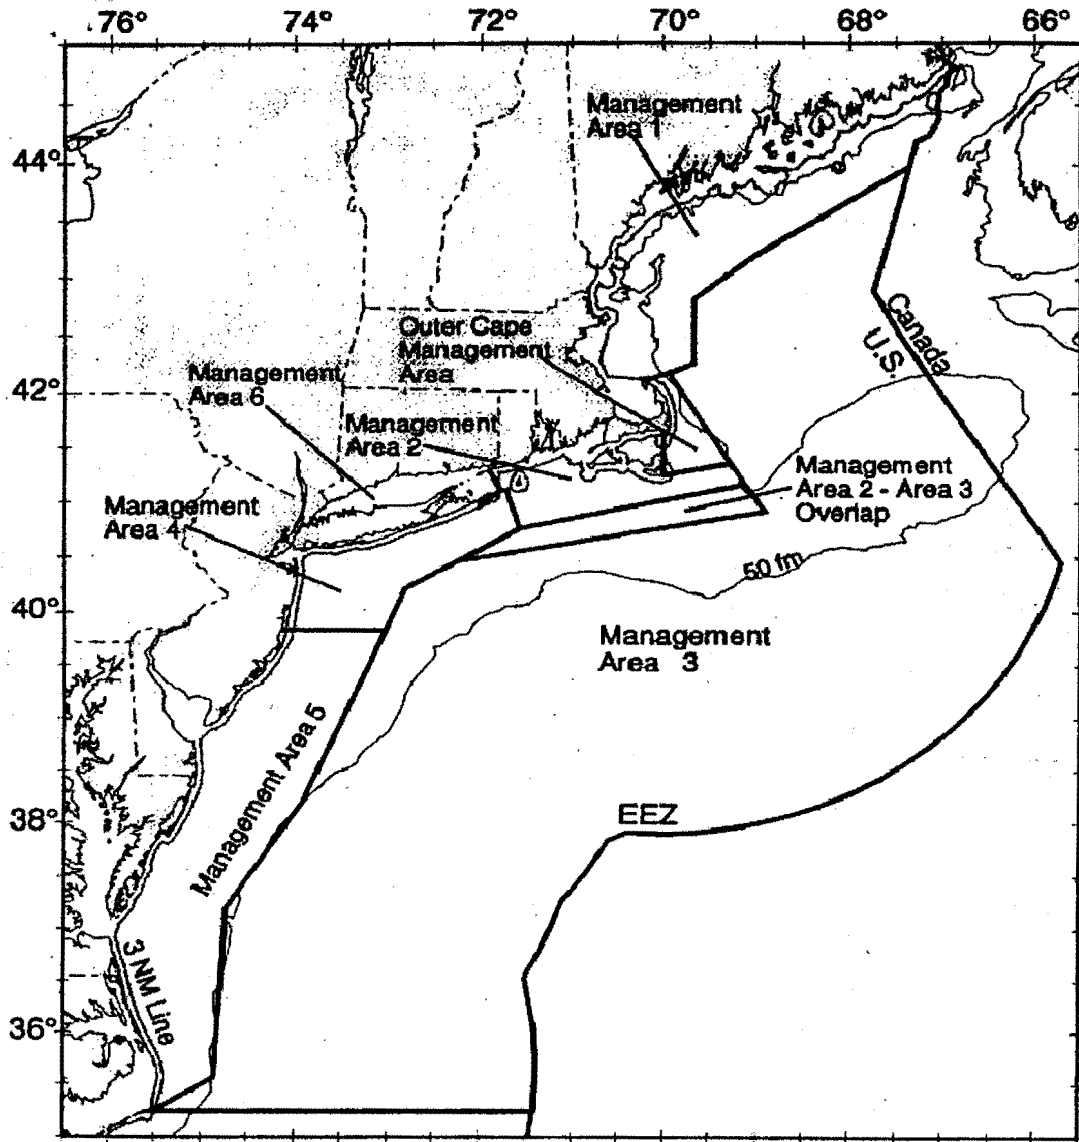 76° 74° 72° 70° 68° 66°
Management
Area 1
44°
Canada
U.S.
Outer Cape
Management
Area
42°
Management
Area 6
Management
Area 2
Management
Area 2 - Area 3
Overlap
Management
Area 4
50 fm
40°
Management
Area 3
Management Area 5
38°
EEZ
3 NM Line
36°